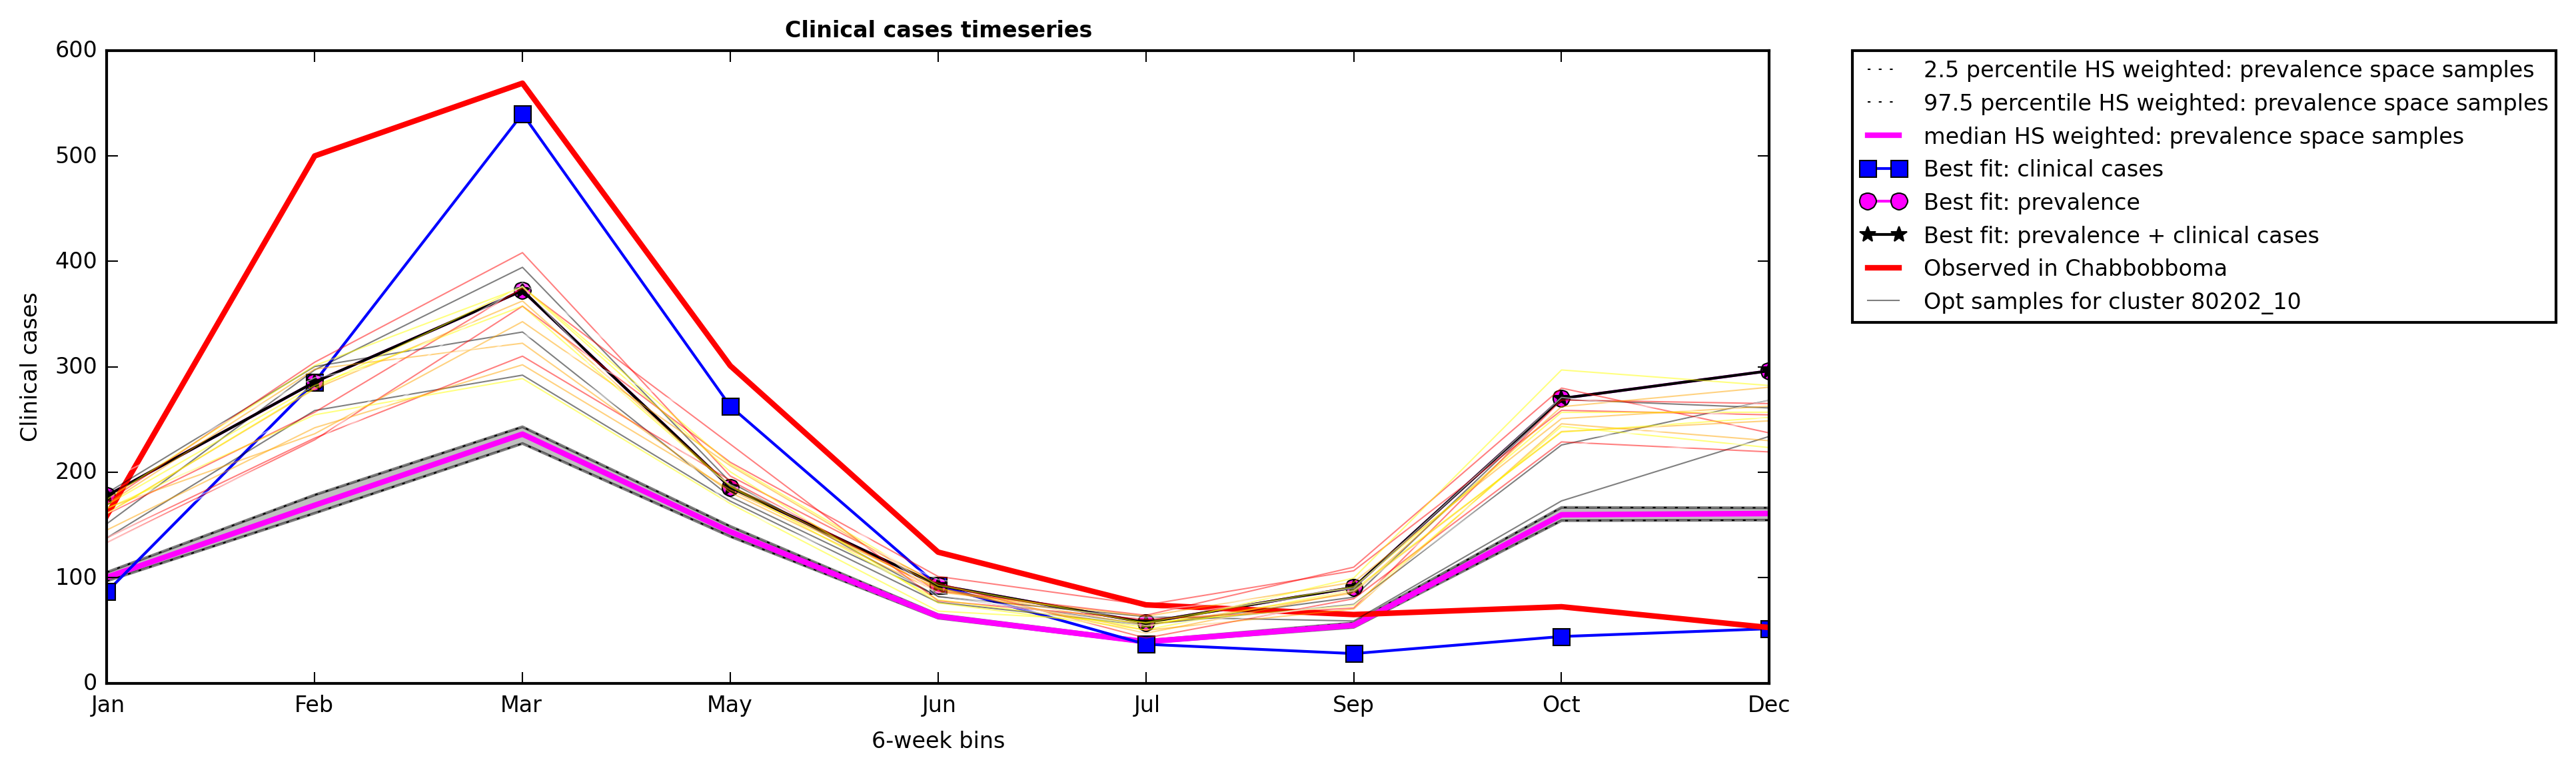 Clinical cases timeseries
600
500
400
300
200
100
0
Clinical cases
Jan Feb Mar May Jun Jul Sep Oct Dec
6-week bins
2.5 percentile HS weighted: prevalence space samples
97.5 percentile HS weighted: prevalence space samples
median HS weighted: prevalence space samples
Best fit: clinical cases
Best fit: prevalence
Best fit: prevalence + clinical cases
Observed in Chabbobboma
Opt samples for cluster 80202_10